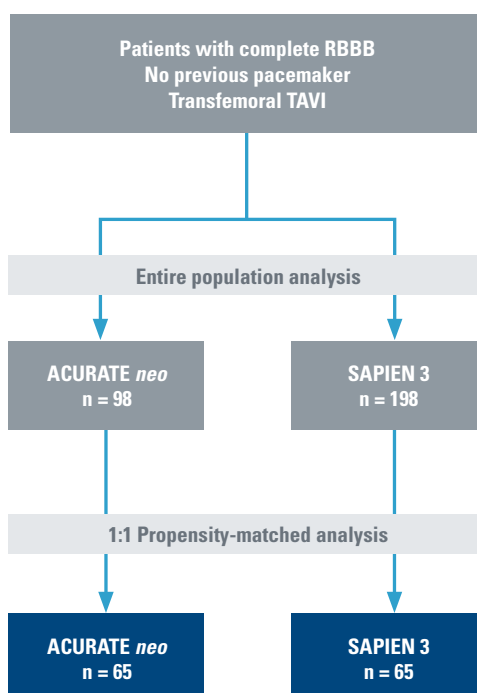 Patients with complete RBBB
No previous pacemaker
Transfemoral TAVI
Entire population analysis
ACURATE neo
n = 98
SAPIEN 3
n = 198
1:1 Propensity-matched analysis
ACURATE neo
n = 65
SAPIEN 3
n = 65